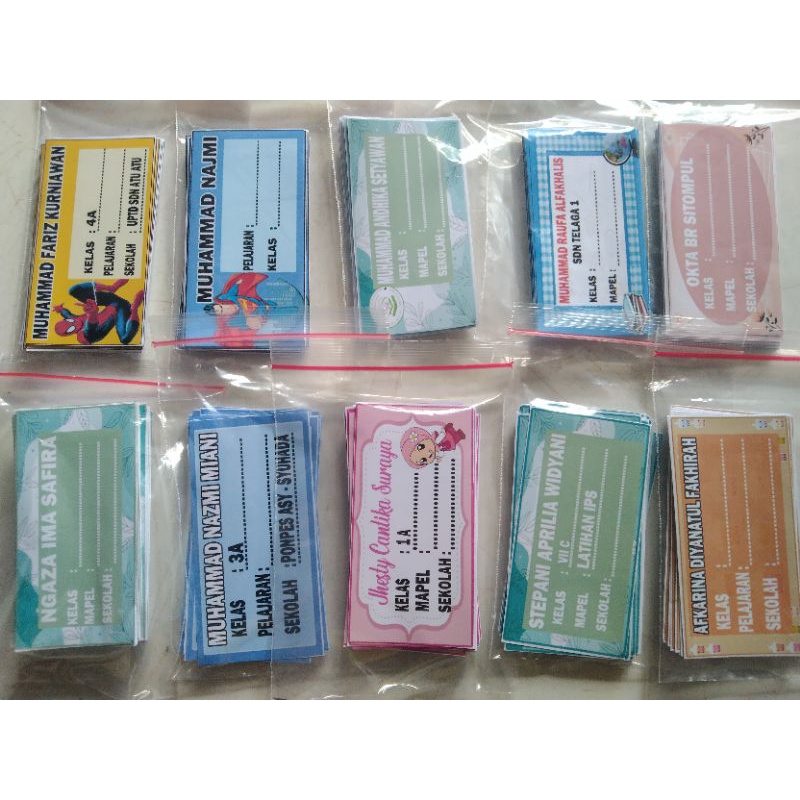 MUHAMMAD FARIZ KURNIAWAN
KELAS : 4A
PELAJARAN :
SEKOLAH : UPTD SDN ATU ATU
MUHAMMAD NAJMI
PELAJARAN :
KELAS :
MUHAMMAD ANDHIKA SETYAWAN
KELAS :
MAPEL :
SEKOLAH :
MUHAMMAD RAUFA ALFAKHALIS
SDN TELAGA 1
KELAS :
MAPEL :
OKTA BR SITOMPUL
KELAS :
MAPEL :
SEKOLAH :
NGAZA IMA SAFIRA
KELAS :
MAPEL :
SEKOLAH :
MUHAMMAD NAZMI MIANI
KELAS : 3A
PELAJARAN :
SEKOLAH : PONPES ASY - SYUHADA
Jhesty Cantika Suraya
KELAS : 1A
MAPEL :
SEKOLAH :
STEPANI APRILIA WIDYANI
KELAS : VII C
MAPEL : LATIHAN IPS
SEKOLAH :
AFKARINA DIYANATUL FAKHIRAH
KELAS :
PELAJARAN :
SEKOLAH :